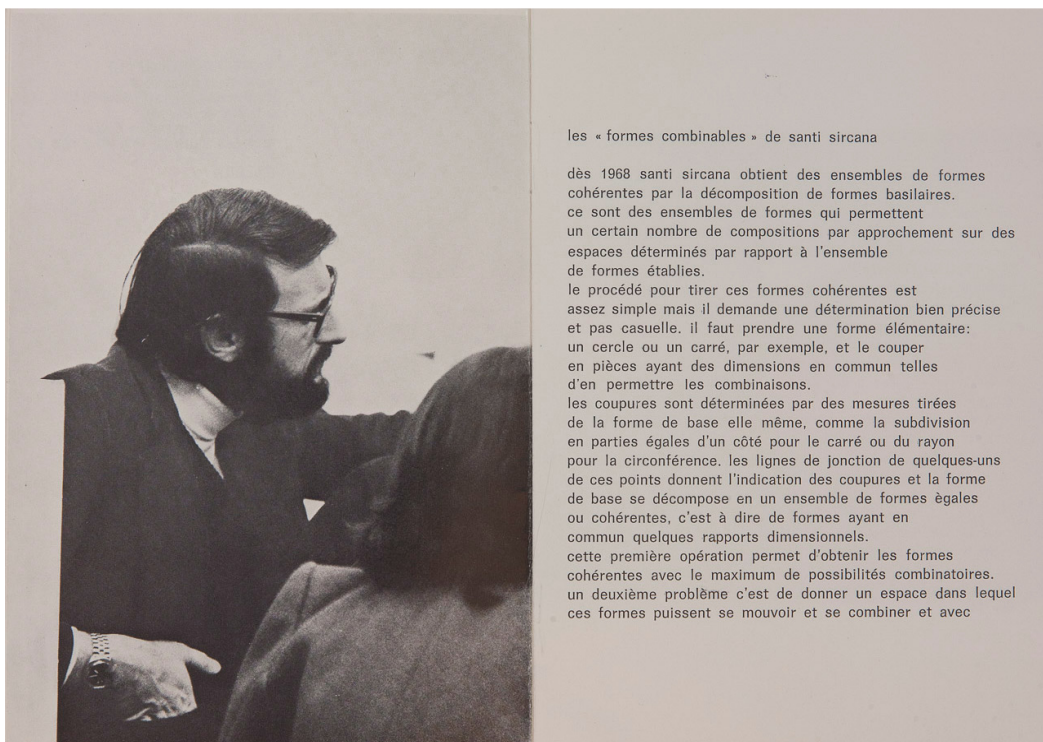 les « formes combinables » de santi sircana
dès 1968 santi sircana obtient des ensembles de formes
cohérentes par la décomposition de formes basilaires.
ce sont des ensembles de formes qui permettent
un certain nombre de compositions par approchement sur des
espaces déterminés par rapport à l'ensemble
de formes établies.
le procédé pour tirer ces formes cohérentes est
assez simple mais il demande une détermination bien précise
et pas casuelle. il faut prendre une forme élémentaire:
un cercle ou un carré, par exemple, et le couper
en pièces ayant des dimensions en commun telles
d'en permettre les combinaisons.
les coupures sont déterminées par des mesures tirées
de la forme de base elle même, comme la subdivision
en parties égales d'un côté pour le carré ou du rayon
pour la circonférence. les lignes de jonction de quelques-uns
de ces points donnent l'indication des coupures et la forme
de base se décompose en un ensemble de formes ègales
ou cohérentes, c'est à dire de formes ayant en
commun quelques rapports dimensionnels.
cette première opération permet d'obtenir les formes
cohérentes avec le maximum de possibilités combinatoires.
un deuxième problème c'est de donner un espace dans lequel
ces formes puissent se mouvoir et se combiner et avec